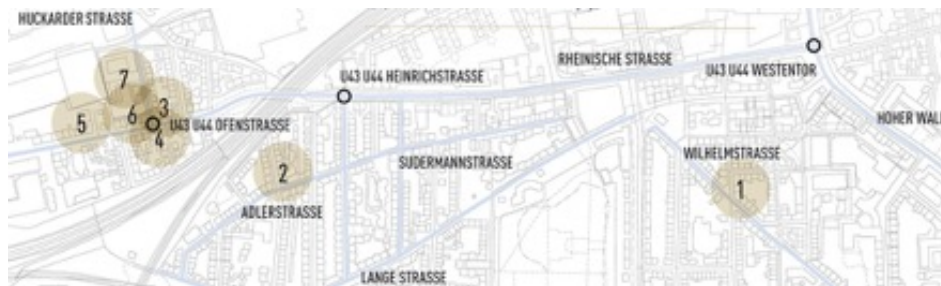 HUCKARDER STRASSE
7
U43 U44 HEINRICHSTRASSE
RHEINISCHE STRASSE
U43 U44 WESTENTOR
5
6
3
U43 U44 OFENSTRASSE
4
HOHER WAL
2
SUDERMANNSTRASSE
WILHELMSTRASSE
1
ADLERSTRASSE
LANGE STRASSE